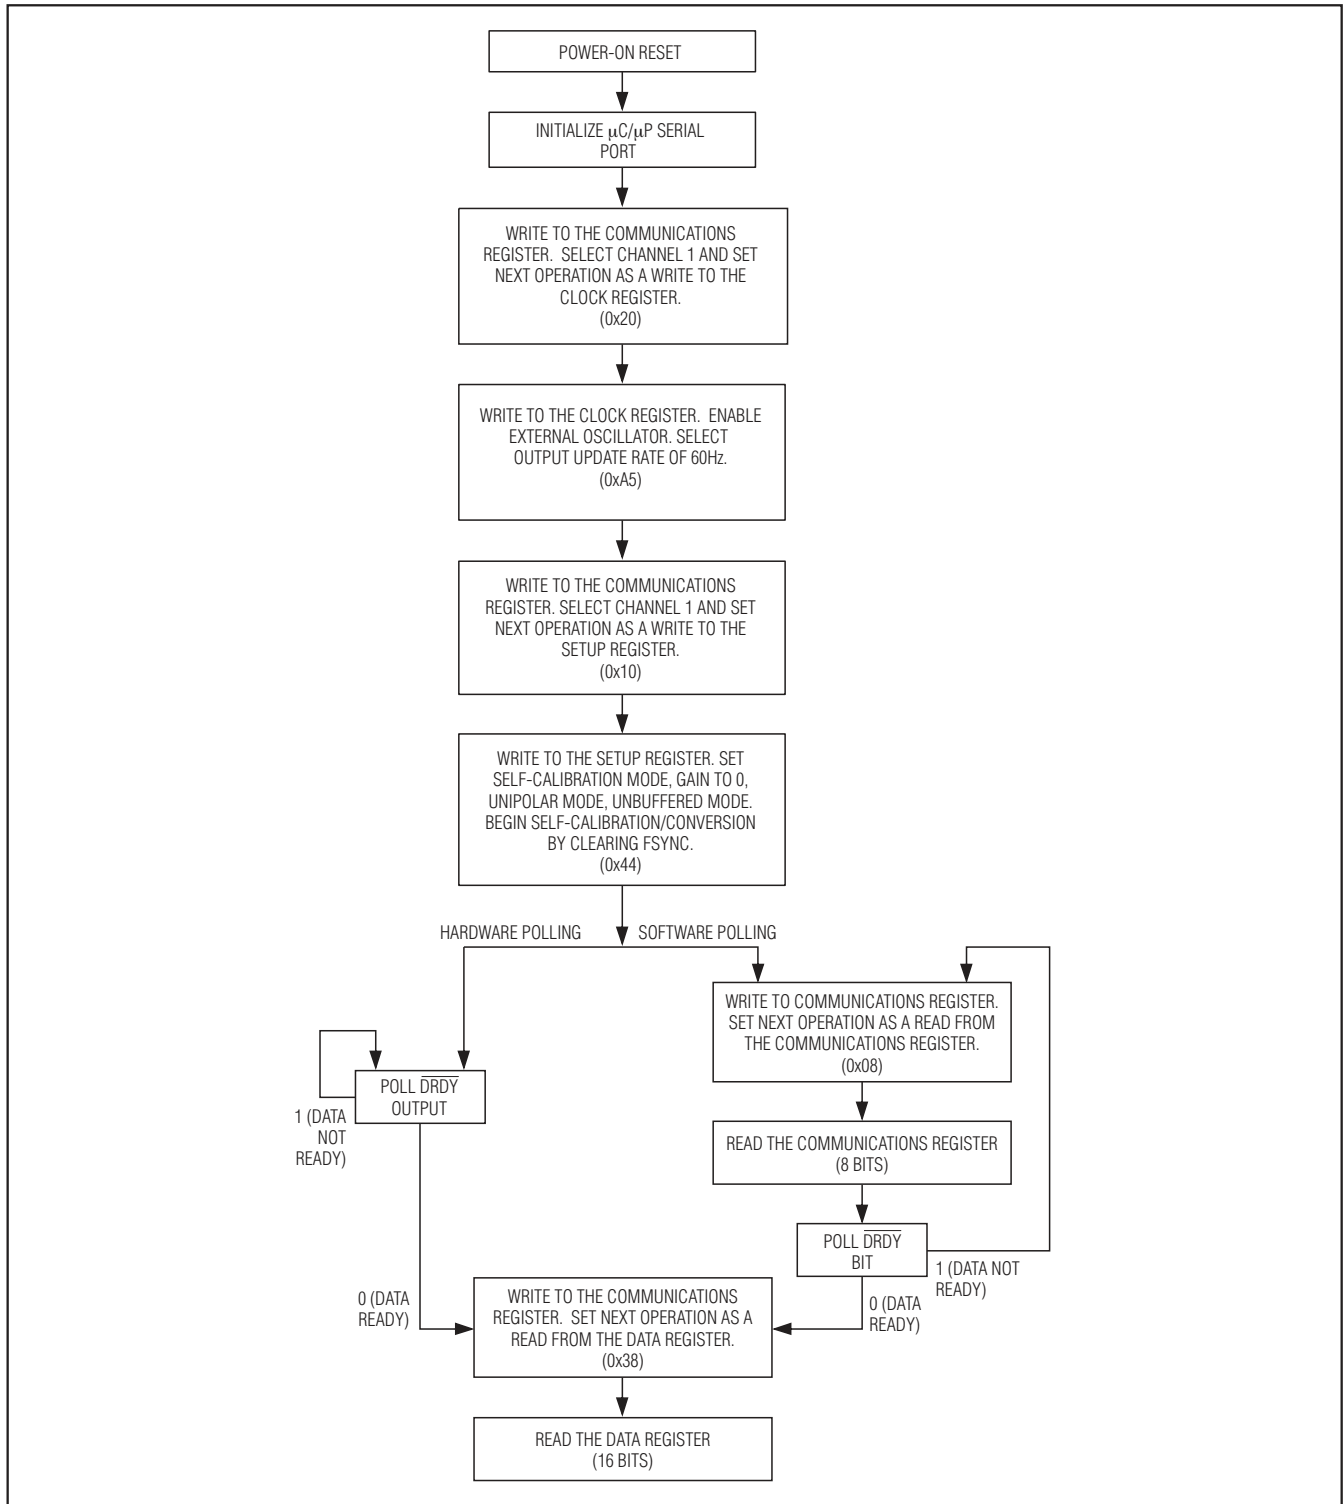 POWER-ON RESET
INITIALIZE μC/μP SERIAL
PORT
WRITE TO THE COMMUNICATIONS
REGISTER. SELECT CHANNEL 1 AND SET
NEXT OPERATION AS A WRITE TO THE
CLOCK REGISTER.
(0x20)
WRITE TO THE CLOCK REGISTER. ENABLE
EXTERNAL OSCILLATOR. SELECT
OUTPUT UPDATE RATE OF 60Hz.
(0xA5)
WRITE TO THE COMMUNICATIONS
REGISTER. SELECT CHANNEL 1 AND SET
NEXT OPERATION AS A WRITE TO THE
SETUP REGISTER.
(0x10)
WRITE TO THE SETUP REGISTER. SET
SELF-CALIBRATION MODE, GAIN TO 0,
UNIPOLAR MODE, UNBUFFERED MODE.
BEGIN SELF-CALIBRATION/CONVERSION
BY CLEARING FSYNC.
(0x44)
HARDWARE POLLING
SOFTWARE POLLING
POLL D̅R̅D̅Y̅
OUTPUT
1 (DATA
NOT
READY)
0 (DATA
READY)
WRITE TO COMMUNICATIONS REGISTER.
SET NEXT OPERATION AS A READ FROM
THE COMMUNICATIONS REGISTER.
(0x08)
READ THE COMMUNICATIONS REGISTER
(8 BITS)
POLL D̅R̅D̅Y̅
BIT
1 (DATA NOT
READY)
0 (DATA
READY)
WRITE TO THE COMMUNICATIONS
REGISTER. SET NEXT OPERATION AS A
READ FROM THE DATA REGISTER.
(0x38)
READ THE DATA REGISTER
(16 BITS)